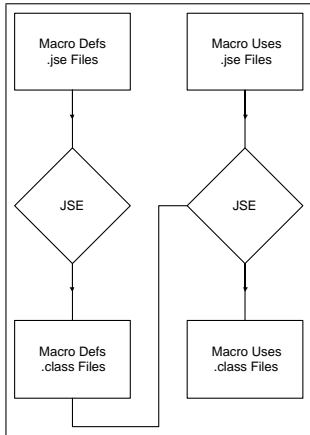 Macro Defs
.jse Files
Macro Uses
.jse Files
JSE
JSE
Macro Defs
.class Files
Macro Uses
.class Files